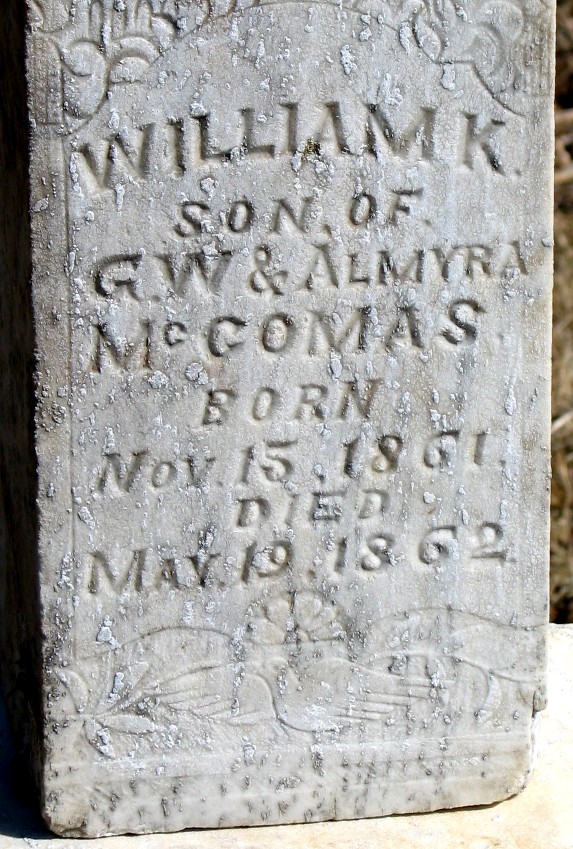 WILLIAM K.
SON. OF.
G.W & ALMYRA
McCOMAS
BORN
NOV. 15. 1861.
DIED
MAY. 19. 1862